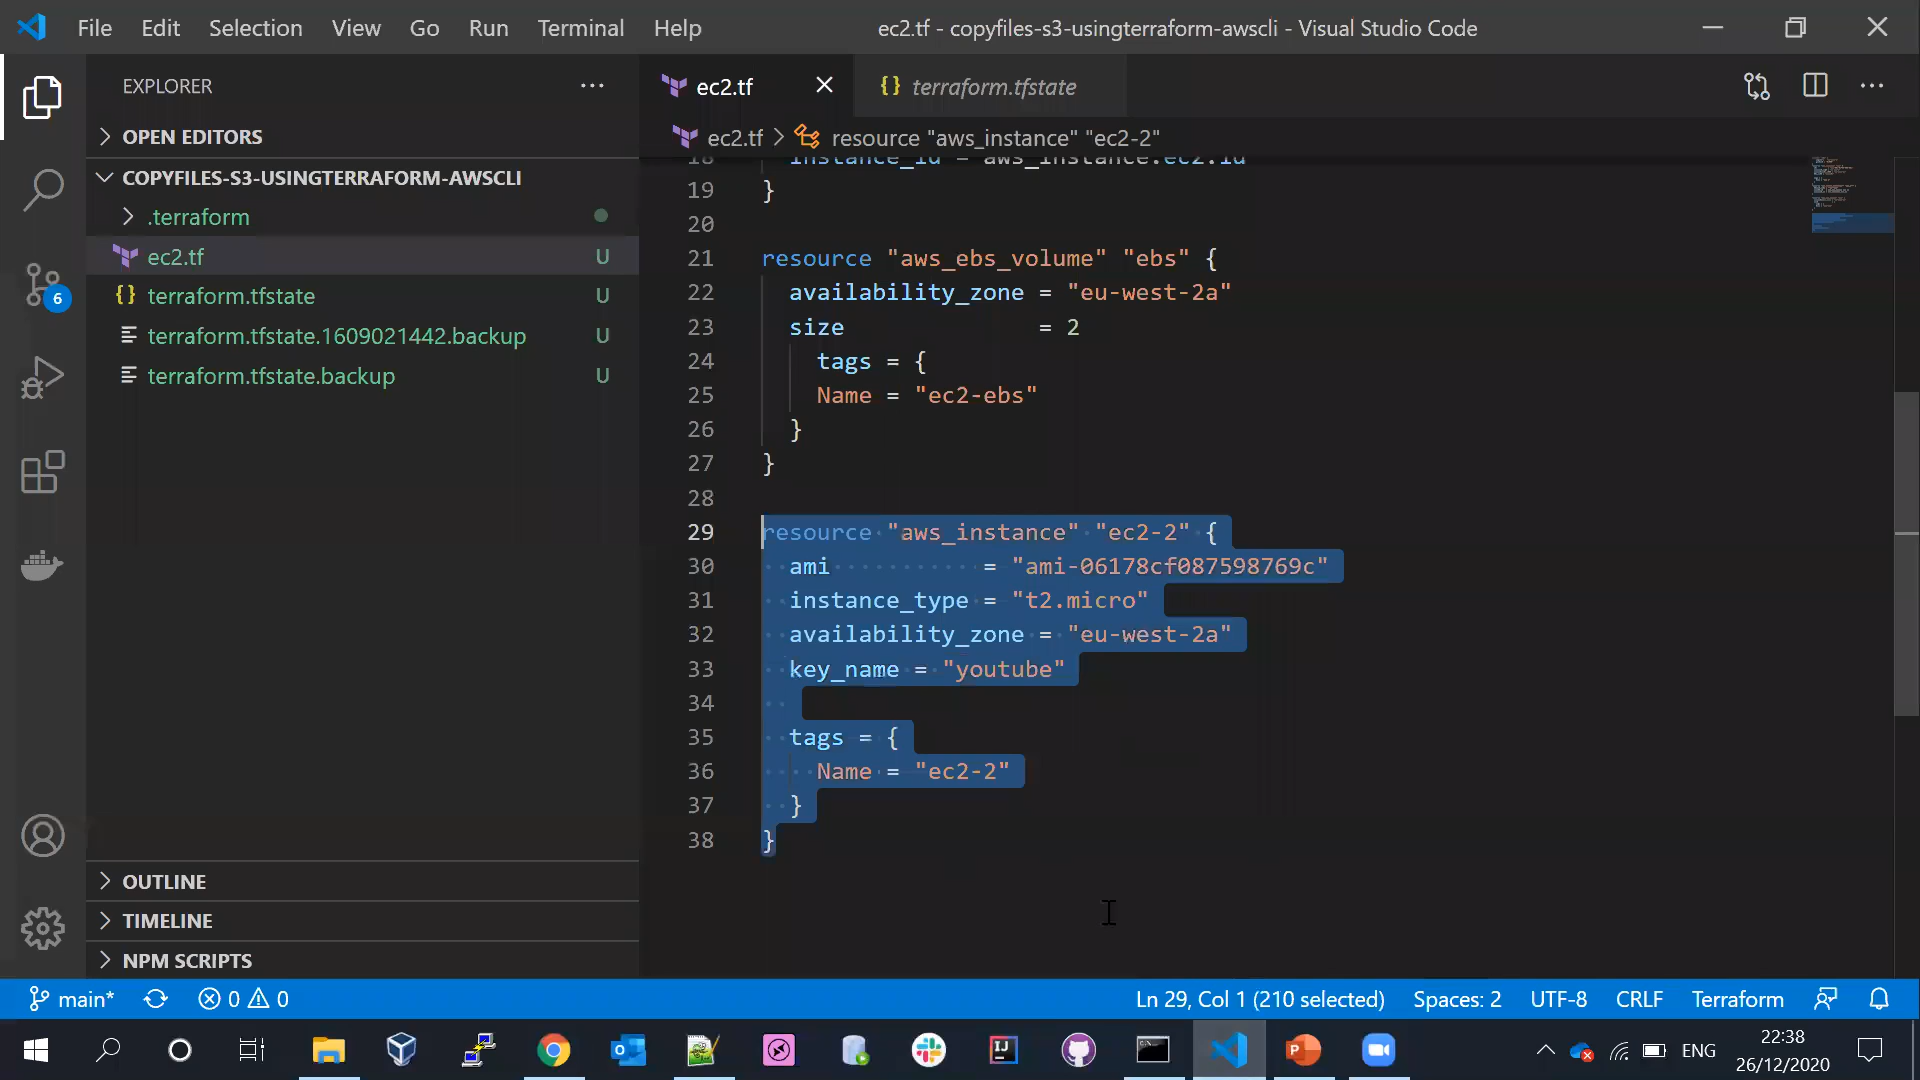 File Edit Selection View Go Run Terminal Help
ec2.tf - copyfiles-s3-usingterraform-awscli - Visual Studio Code
EXPLORER
OPEN EDITORS
COPYFILES-S3-USINGTERRAFORM-AWSCLI
.terraform
ec2.tf U
terraform.tfstate U
terraform.tfstate.1609021442.backup U
terraform.tfstate.backup U
6
OUTLINE
TIMELINE
NPM SCRIPTS
ec2.tf
{} terraform.tfstate
ec2.tf > resource "aws_instance" "ec2-2"
18 instance_id = aws_instance.ec2.id
19 }
20
21 resource "aws_ebs_volume" "ebs" {
22 availability_zone = "eu-west-2a"
23 size = 2
24 tags = {
25 Name = "ec2-ebs"
26 }
27 }
28
29 resource "aws_instance" "ec2-2" {
30 ami = "ami-06178cf087598769c"
31 instance_type = "t2.micro"
32 availability_zone = "eu-west-2a"
33 key_name = "youtube"
34
35 tags = {
36 Name = "ec2-2"
37 }
38 }
main* 0 0
Ln 29, Col 1 (210 selected) Spaces: 2 UTF-8 CRLF Terraform
ENG
22:38
26/12/2020